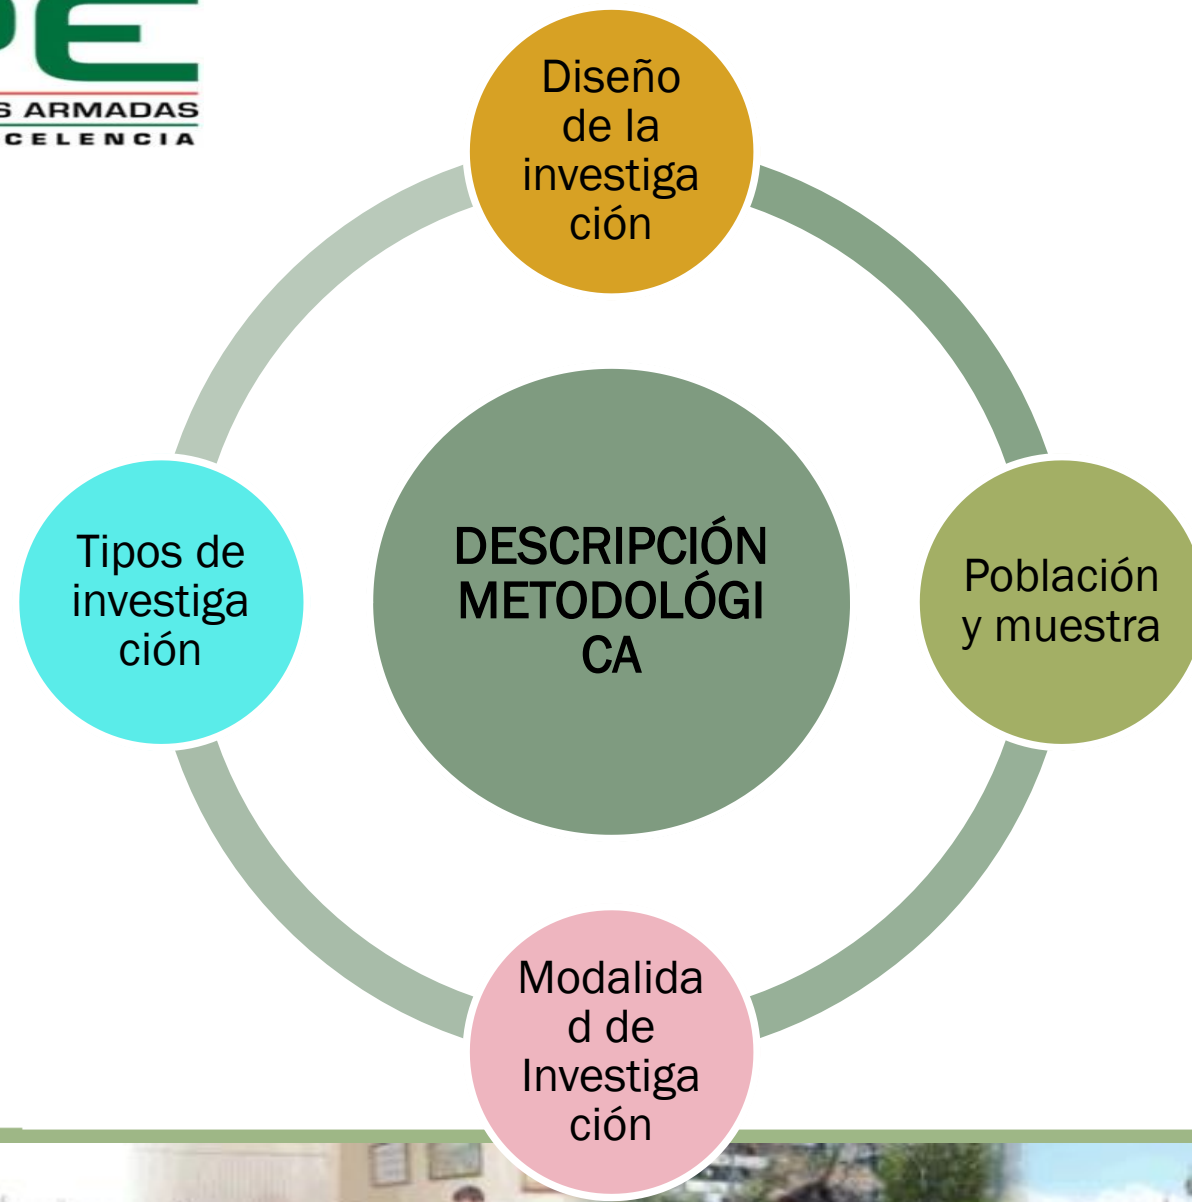 PE
S ARMADAS
CELENCIA
Diseño
de la
investiga
ción
DESCRIPCIÓN
METODOLÓGI
CA
Población
y muestra
Modalida
d de
Investiga
ción
Tipos de
investiga
ción